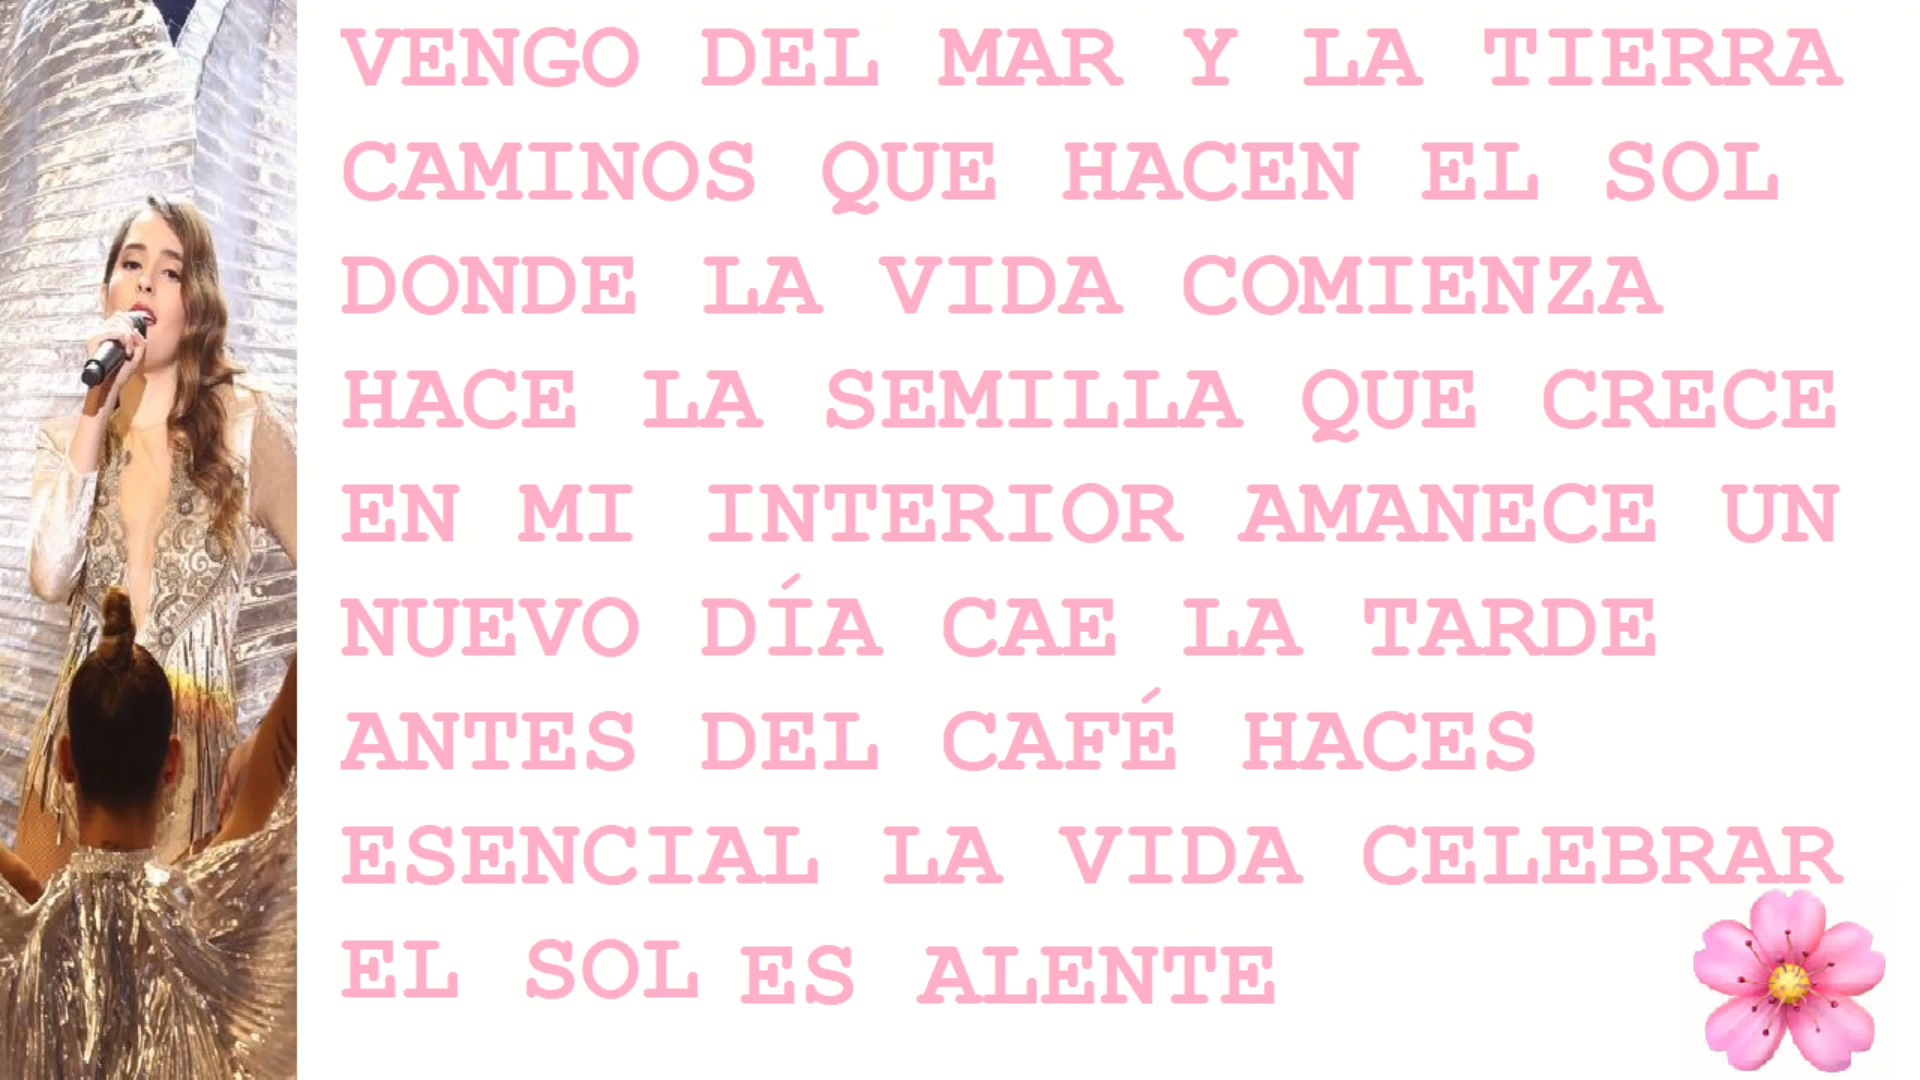 VENGO DEL MAR Y LA TIERRA
CAMINOS QUE HACEN EL SOL
DONDE LA VIDA COMIENZA
HACE LA SEMILLA QUE CRECE
EN MI INTERIOR AMANECE UN
NUEVO DÍA CAE LA TARDE
ANTES DEL CAFÉ HACES
ESENCIAL LA VIDA CELEBRAR
EL SOL ES ALENTE